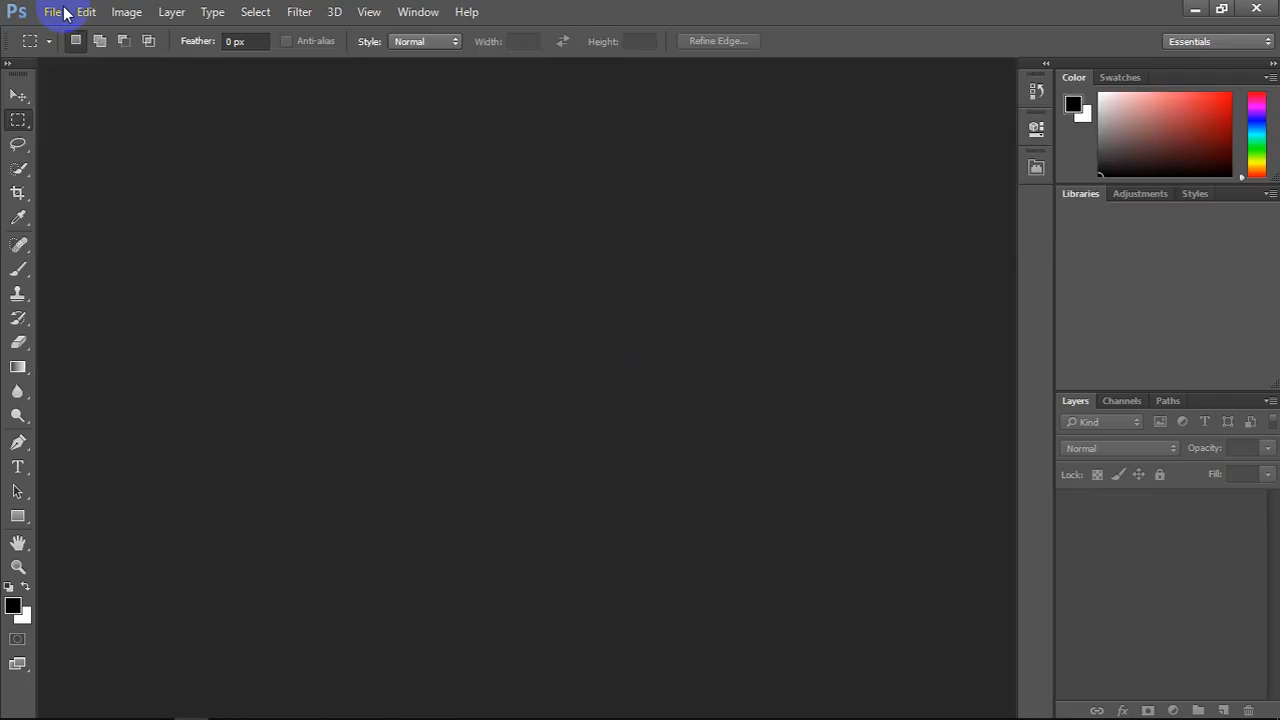 Ps File Edit Image Layer Type Select Filter 3D View Window Help
Feather: 0 px Anti-alias Style: Normal Width: Height: Refine Edge... Essentials
Color Swatches
Libraries Adjustments Styles
Layers Channels Paths
Kind
Normal Opacity:
Lock: Fill: